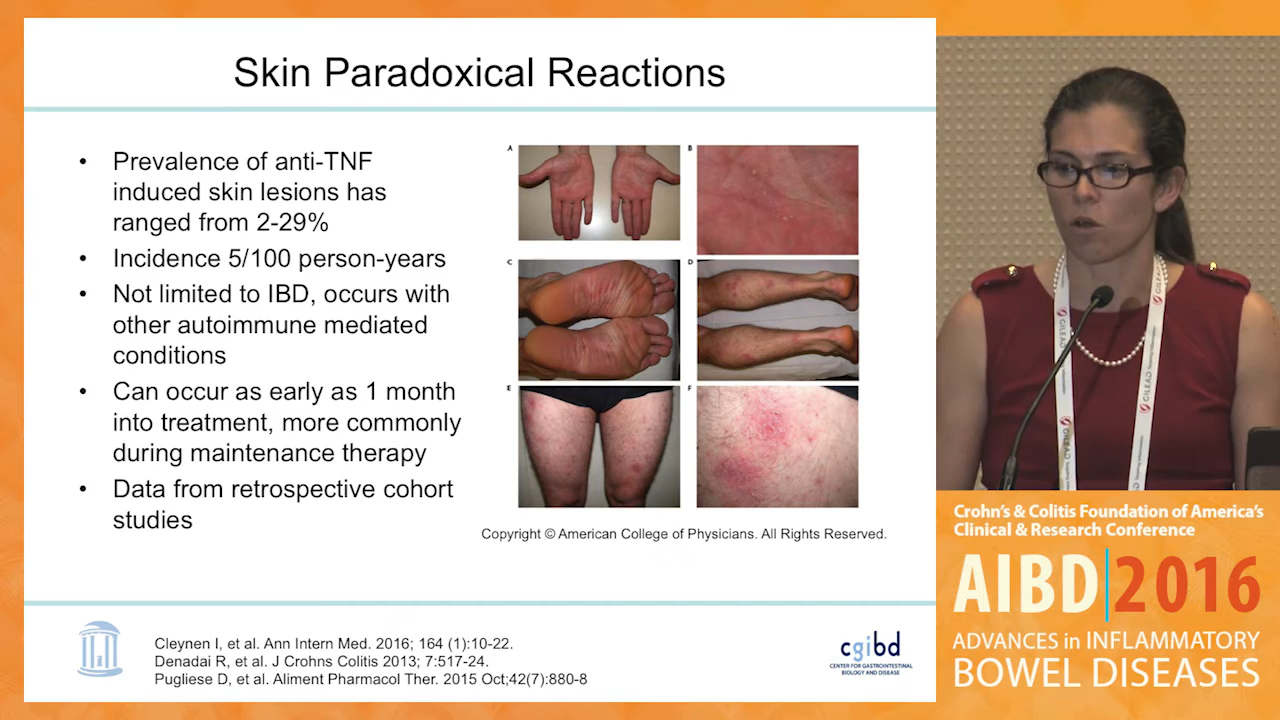 Skin Paradoxical Reactions
• Prevalence of anti-TNF
induced skin lesions has
ranged from 2-29%
• Incidence 5/100 person-years
• Not limited to IBD, occurs with
other autoimmune mediated
conditions
• Can occur as early as 1 month
into treatment, more commonly
during maintenance therapy
• Data from retrospective cohort
studies
A
B
C
D
E
F
Copyright © American College of Physicians. All Rights Reserved.
Cleynen I, et al. Ann Intern Med. 2016; 164 (1):10-22.
Denadai R, et al. J Crohns Colitis 2013; 7:517-24.
Pugliese D, et al. Aliment Pharmacol Ther. 2015 Oct;42(7):880-8
cgibd
CENTER FOR GASTROINTESTINAL
BIOLOGY AND DISEASE
GILEAD
GILEAD
GILEAD
GILEAD
Crohn's & Colitis Foundation of America's
Clinical & Research Conference
AIBD|2016
ADVANCES in INFLAMMATORY
BOWEL DISEASES